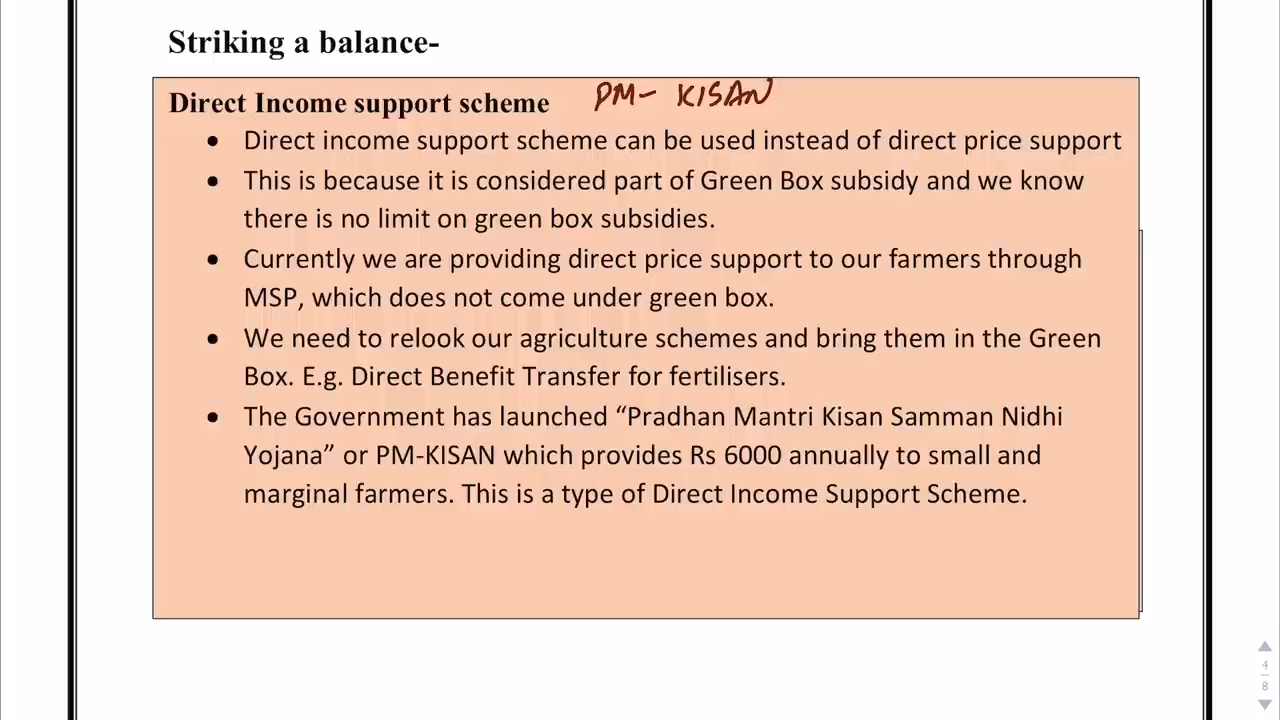 Striking a balance-
Direct Income support scheme PM- KISAN
• Direct income support scheme can be used instead of direct price support
• This is because it is considered part of Green Box subsidy and we know
there is no limit on green box subsidies.
• Currently we are providing direct price support to our farmers through
MSP, which does not come under green box.
• We need to relook our agriculture schemes and bring them in the Green
Box. E.g. Direct Benefit Transfer for fertilisers.
• The Government has launched “Pradhan Mantri Kisan Samman Nidhi
Yojana” or PM-KISAN which provides Rs 6000 annually to small and
marginal farmers. This is a type of Direct Income Support Scheme.
4
8